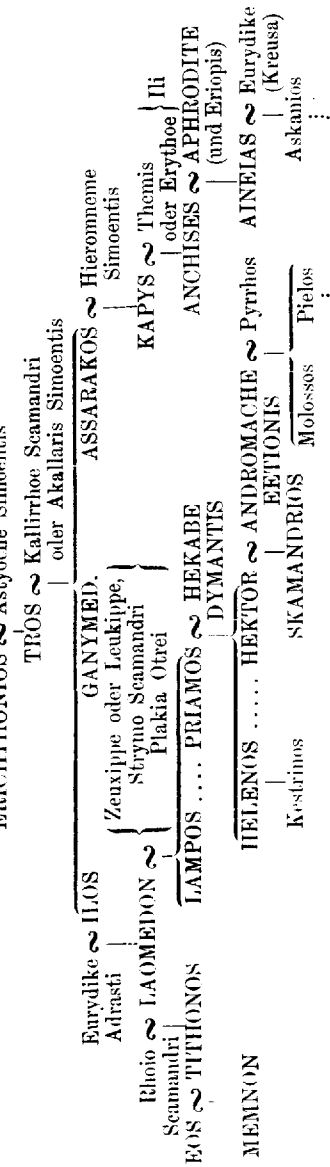 ERICHTHONIOS ᔓ Astyoche Simoentis
TROS ᔓ Kallirrhoe Scamandri
oder Akallaris Simoentis
Eurydike ᔓ ILOS GANYMED. ASSARAKOS ᔓ Hieromneme
Adrasti Simoentis
Zeuxippe oder Leukippe,
Strymo Scamandri
Plakia Otrei
Rhoio ᔓ LAOMEDON ᔓ
Scamandri
KAPYS ᔓ Themis
oder Erythoe } Ili
EOS ᔓ TITHONOS LAMPOS .... PRIAMOS ᔓ HEKABE
DYMANTIS
ANCHISES ᔓ APHRODITE
(und Eriopis)
MEMNON HELENOS ..... HEKTOR ᔓ ANDROMACHE ᔓ Pyrrhos
EETIONIS
AINEIAS ᔓ Eurydike
(Kreusa)
Kestrinos SKAMANDRIOS Molossos Pielos Askanios